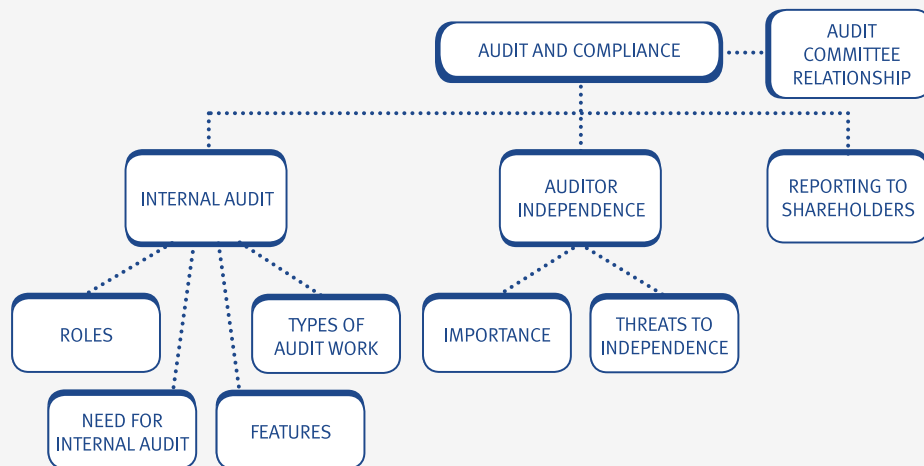 AUDIT AND COMPLIANCE
AUDIT
COMMITTEE
RELATIONSHIP
INTERNAL AUDIT
AUDITOR
INDEPENDENCE
REPORTING TO
SHAREHOLDERS
ROLES
TYPES OF
AUDIT WORK
IMPORTANCE
THREATS TO
INDEPENDENCE
NEED FOR
INTERNAL AUDIT
FEATURES